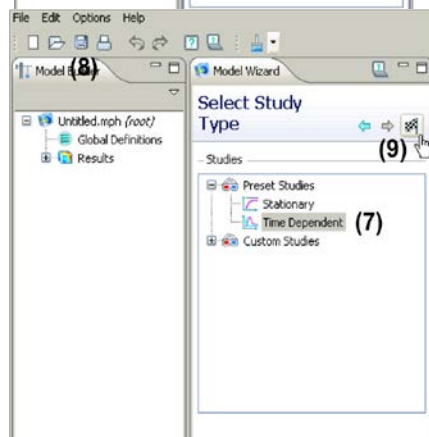 File Edit Options Help
Model Builder (8)
Model Wizard
Untitled.mph (root)
Global Definitions
Results
Select Study
Type
(9)
Studies
Preset Studies
Stationary
Time Dependent (7)
Custom Studies